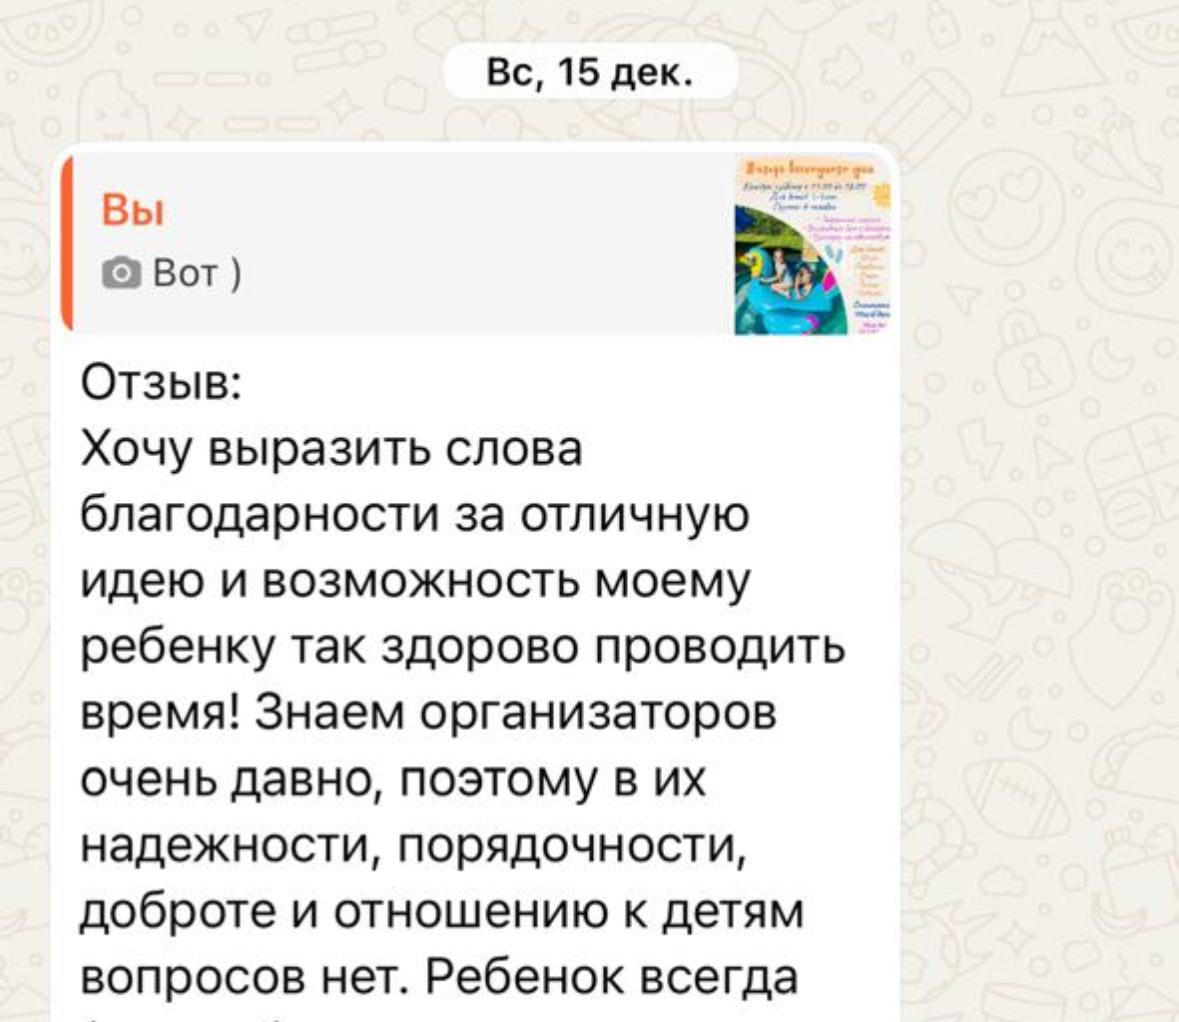 Вс, 15 дек.
Вы
Вот )
Отзыв:
Хочу выразить слова
благодарности за отличную
идею и возможность моему
ребенку так здорово проводить
время! Знаем организаторов
очень давно, поэтому в их
надежности, порядочности,
доброте и отношению к детям
вопросов нет. Ребенок всегда